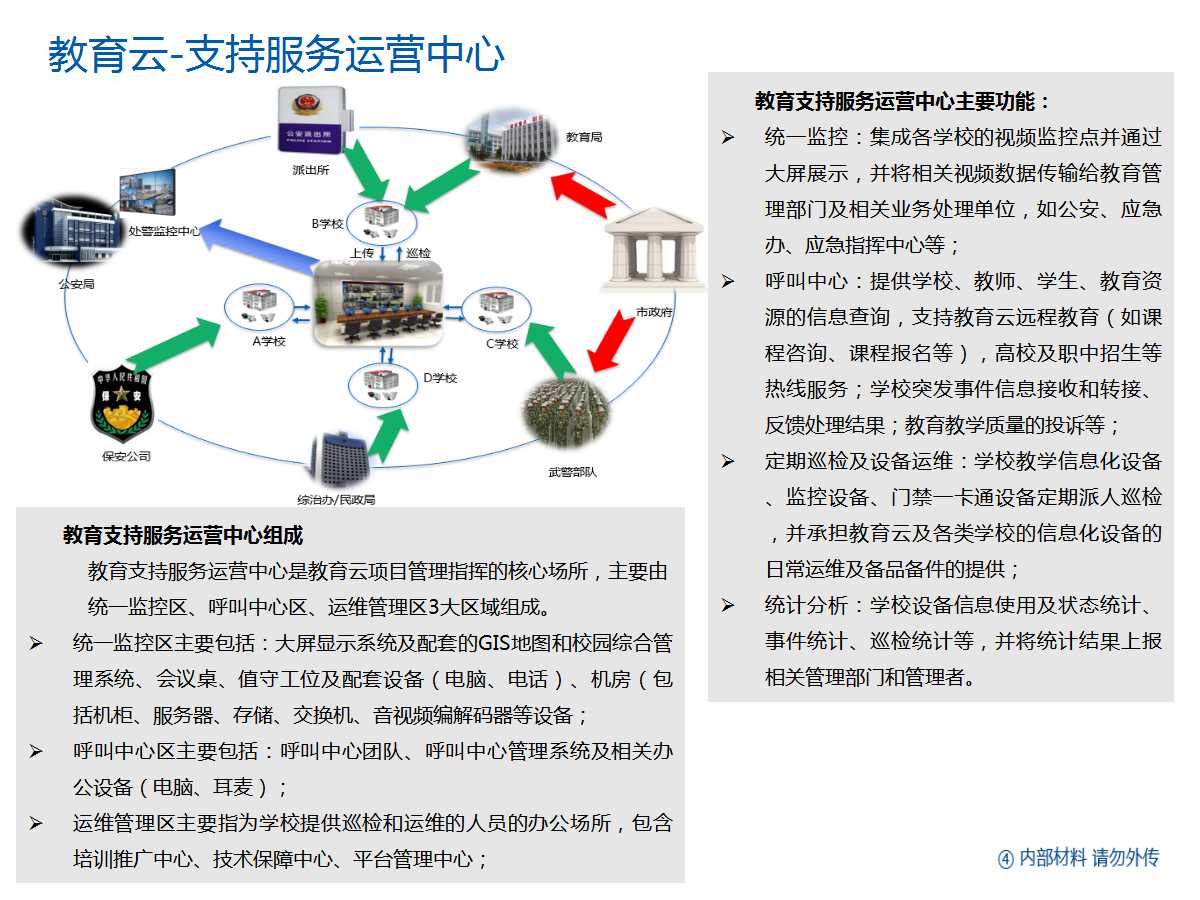 教育云-支持服务运营中心
公安派出所
POLICE STATION
派出所
教育局
处警监控中心
公安局
B学校
上传
巡检
A学校
C学校
D学校
市政府
中华人民共和国
保安
保安公司
综治办/民政局
武警部队
教育支持服务运营中心组成
教育支持服务运营中心是教育云项目管理指挥的核心场所，主要由
统一监控区、呼叫中心区、运维管理区3大区域组成。
➢ 统一监控区主要包括：大屏显示系统及配套的GIS地图和校园综合管
理系统、会议桌、值守工位及配套设备（电脑、电话）、机房（包
括机柜、服务器、存储、交换机、音视频编解码器等设备；
➢ 呼叫中心区主要包括：呼叫中心团队、呼叫中心管理系统及相关办
公设备（电脑、耳麦）；
➢ 运维管理区主要指为学校提供巡检和运维的人员的办公场所，包含
培训推广中心、技术保障中心、平台管理中心；
教育支持服务运营中心主要功能：
➢ 统一监控：集成各学校的视频监控点并通过
大屏展示，并将相关视频数据传输给教育管
理部门及相关业务处理单位，如公安、应急
办、应急指挥中心等；
➢ 呼叫中心：提供学校、教师、学生、教育资
源的信息查询，支持教育云远程教育（如课
程咨询、课程报名等），高校及职中招生等
热线服务；学校突发事件信息接收和转接、
反馈处理结果；教育教学质量的投诉等；
➢ 定期巡检及设备运维：学校教学信息化设备
、监控设备、门禁一卡通设备定期派人巡检
，并承担教育云及各类学校的信息化设备的
日常运维及备品备件的提供；
➢ 统计分析：学校设备信息使用及状态统计、
事件统计、巡检统计等，并将统计结果上报
相关管理部门和管理者。
④ 内部材料 请勿外传